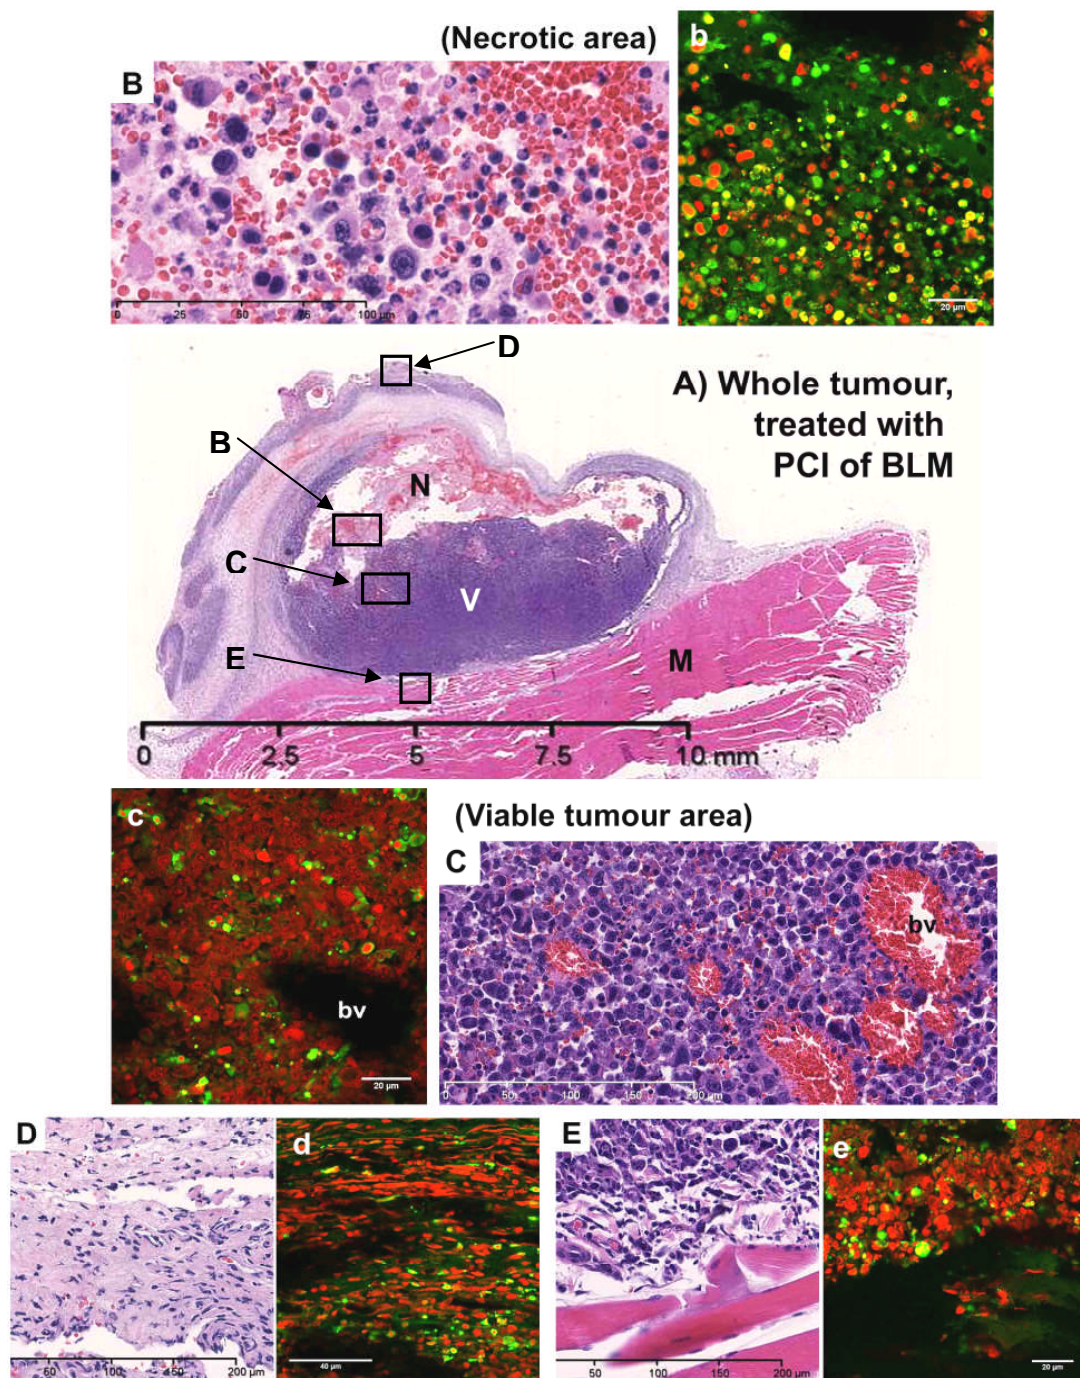 (Necrotic area)
B
b
0 25 50 75 100 µm
20 µm
D
A) Whole tumour,
treated with
PCI of BLM
B
N
C
V
E
M
0 2,5 5 7.5 10 mm
c
(Viable tumour area)
C
bv
bv
20 µm
0 50 100 150 200 µm
D
d
E
e
50 100 150 200 µm
40 µm
50 100 150 200 µm
20 µm